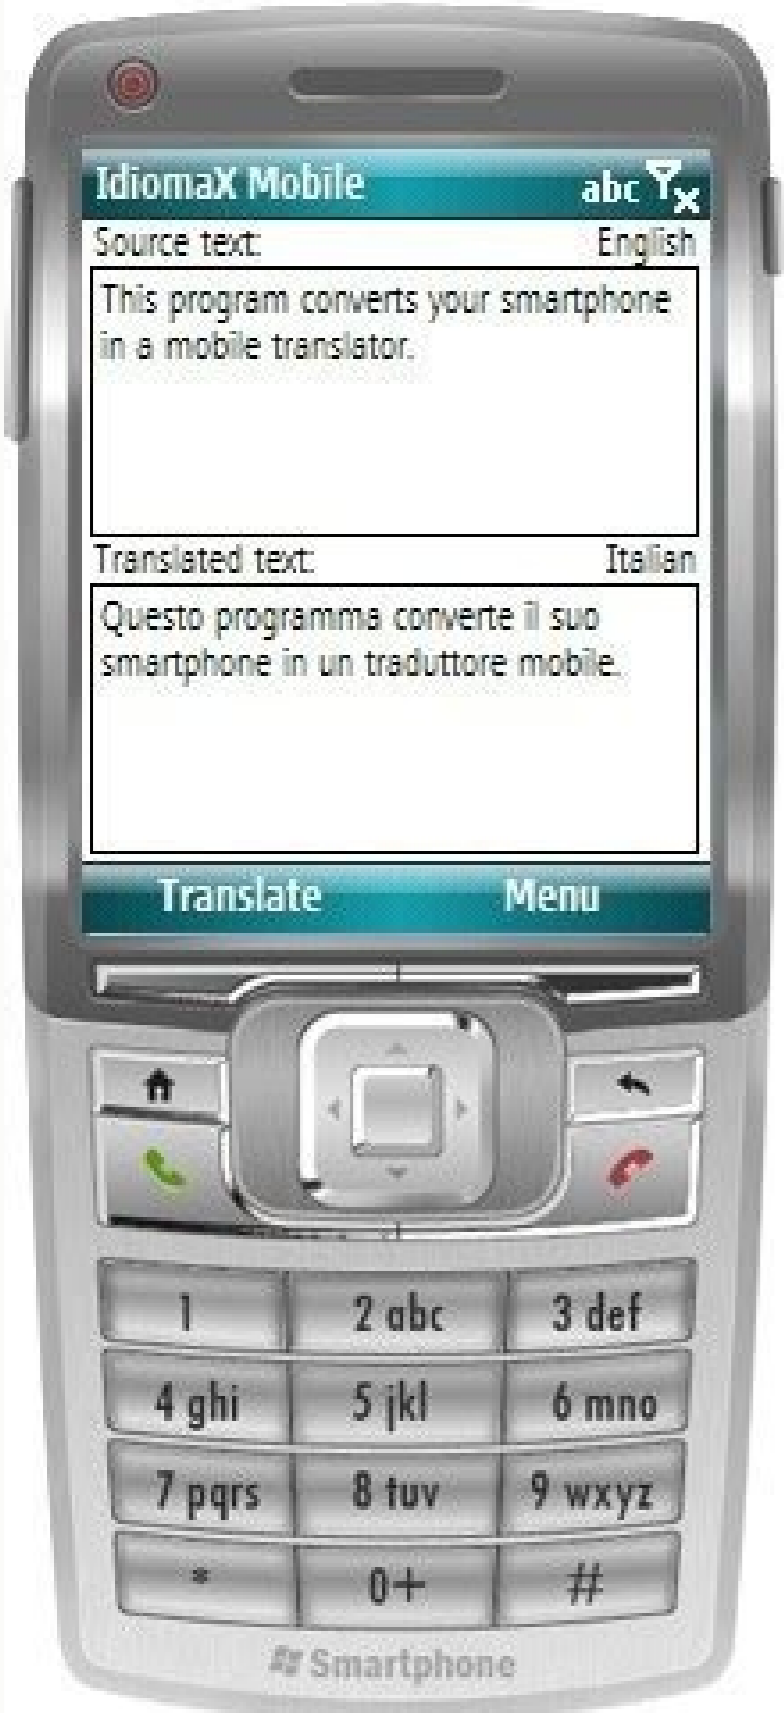 IdiomaX Mobile abc
Source text: English
This program converts your smartphone
in a mobile translator.
Translated text: Italian
Questo programma converte il suo
smartphone in un traduttore mobile.
Translate Menu
1 2 abc 3 def
4 ghi 5 jkl 6 mno
7 pqrs 8 tuv 9 wxyz
* 0+ #
Smartphone